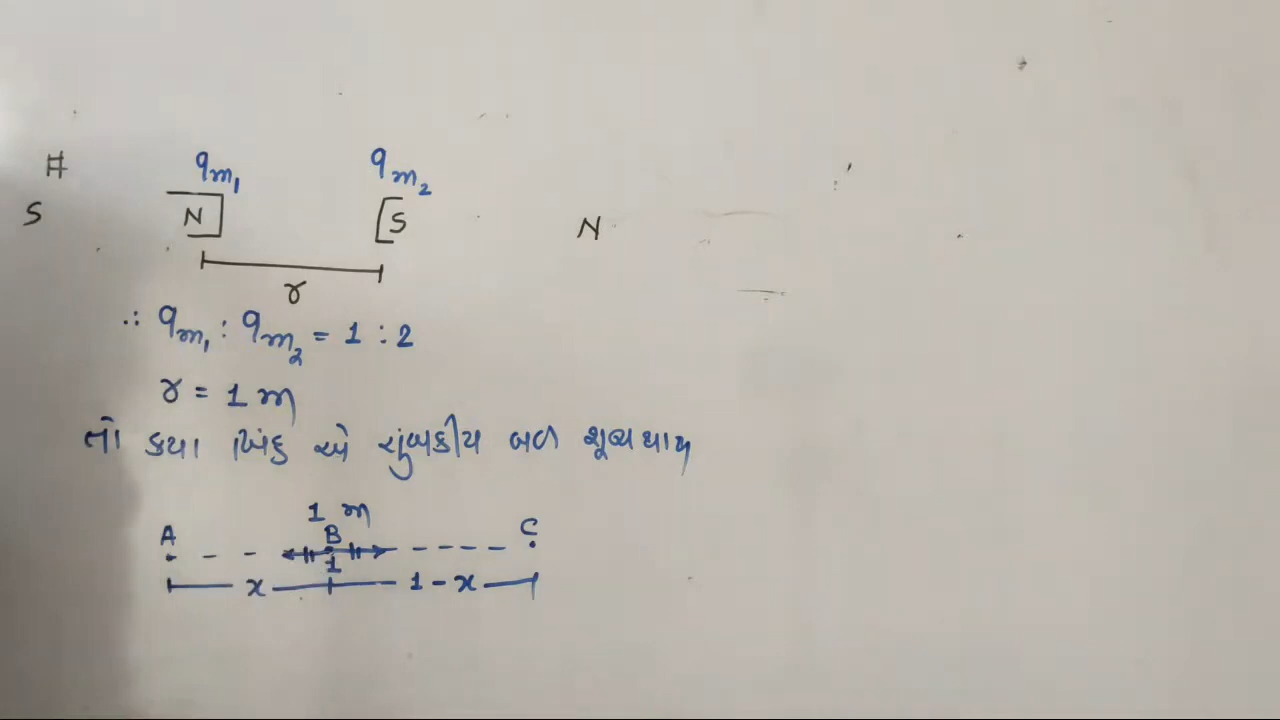 # qm₁ qm₂
S N S N
r
∴ qm₁ : qm₂ = 1 : 2
r = 1 m
તો કયા બિંદુ એ ચુંબકીય બળ શૂન્ય થાય
1 m
A B C
1
x 1 - x